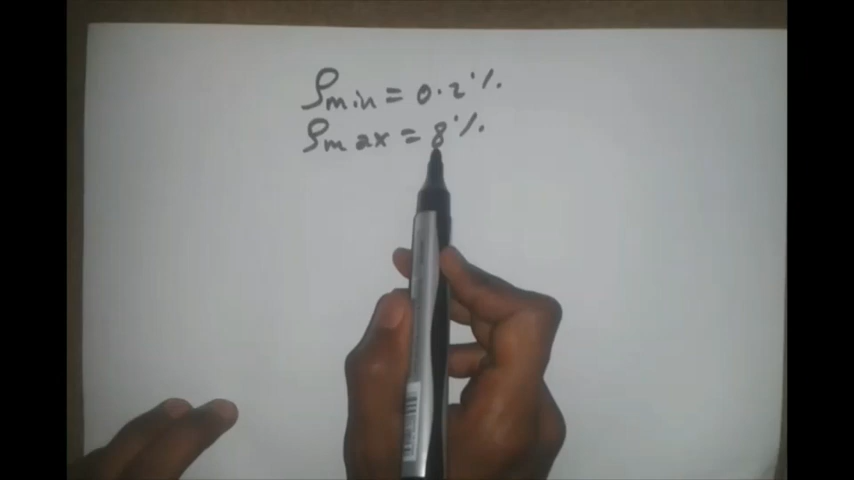 ρmin = 0.2%
ρmax = 8%